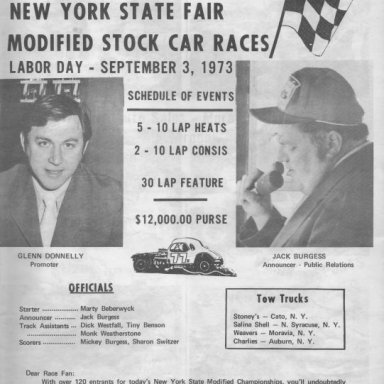 NEW YORK STATE FAIR
MODIFIED STOCK CAR RACES
LABOR DAY - SEPTEMBER 3, 1973
SCHEDULE OF EVENTS
5 - 10 LAP HEATS
2 - 10 LAP CONSIS
30 LAP FEATURE
$12,000.00 PURSE
GLENN DONNELLY
Promoter
JACK BURGESS
Announcer - Public Relations
77
OFFICIALS
Starter ................ Marty Beberwyck
Announcer ........... Jack Burgess
Track Assistants -- Dick Westfall, Tiny Benson
Monk Weatherstone
Scorers ............... Mickey Burgess, Sharon Switzer
Tow Trucks
Stoney's — Cato, N. Y.
Salina Shell — N. Syracuse, N. Y.
Weavers — Moravia, N. Y.
Charlies — Auburn, N. Y.
Dear Race Fan:
With over 120 entrants for today's New York State Modified Championships, you'll undoubtedly